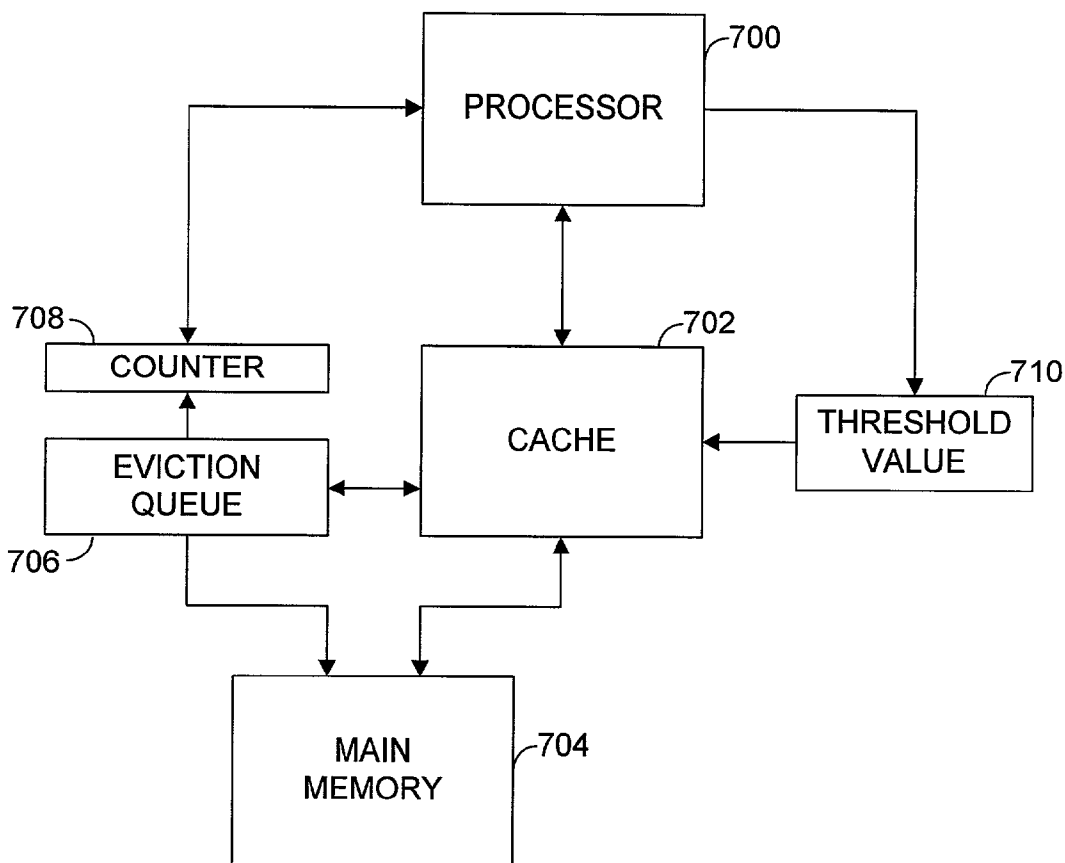 700
PROCESSOR
708
COUNTER
702
CACHE
710
THRESHOLD
VALUE
EVICTION
QUEUE
706
MAIN
MEMORY
704